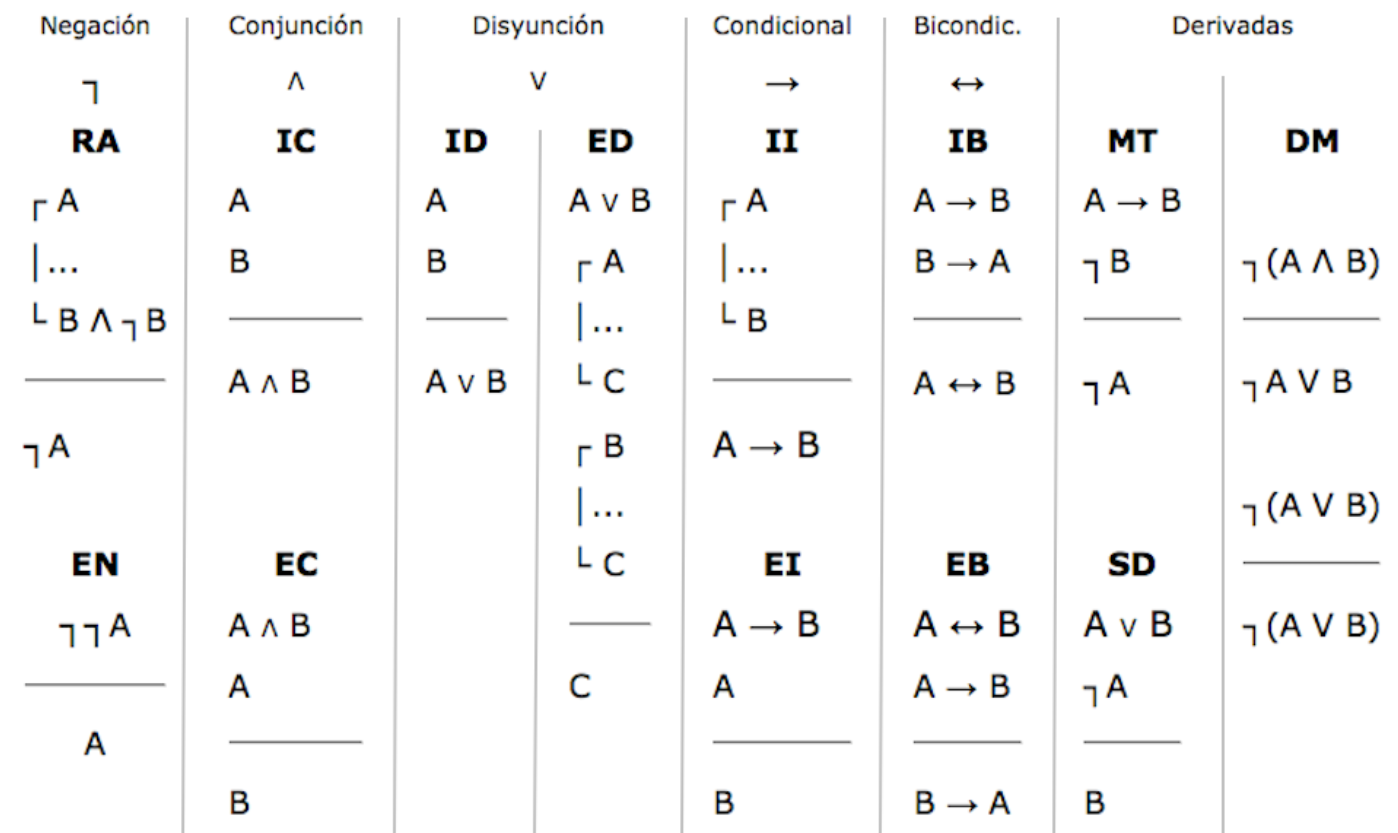 Negación Conjunción Disyunción Condicional Bicondic. Derivadas
┐ ∧ ∨ → ↔
RA IC ID ED II IB MT DM
┌ A A A A ∨ B ┌ A A → B A → B
│... B B ┌ A │... B → A ┐B ┐(A Λ B)
└ B Λ ┐B │... └ B
A ∧ B A ∨ B └ C A ↔ B ┐A ┐A V B
┐A ┌ B A → B
│... ┐(A V B)
EN EC └ C EI EB SD
┐┐A A ∧ B A → B A ↔ B A ∨ B ┐(A V B)
A C A A → B ┐A
A
B B B → A B